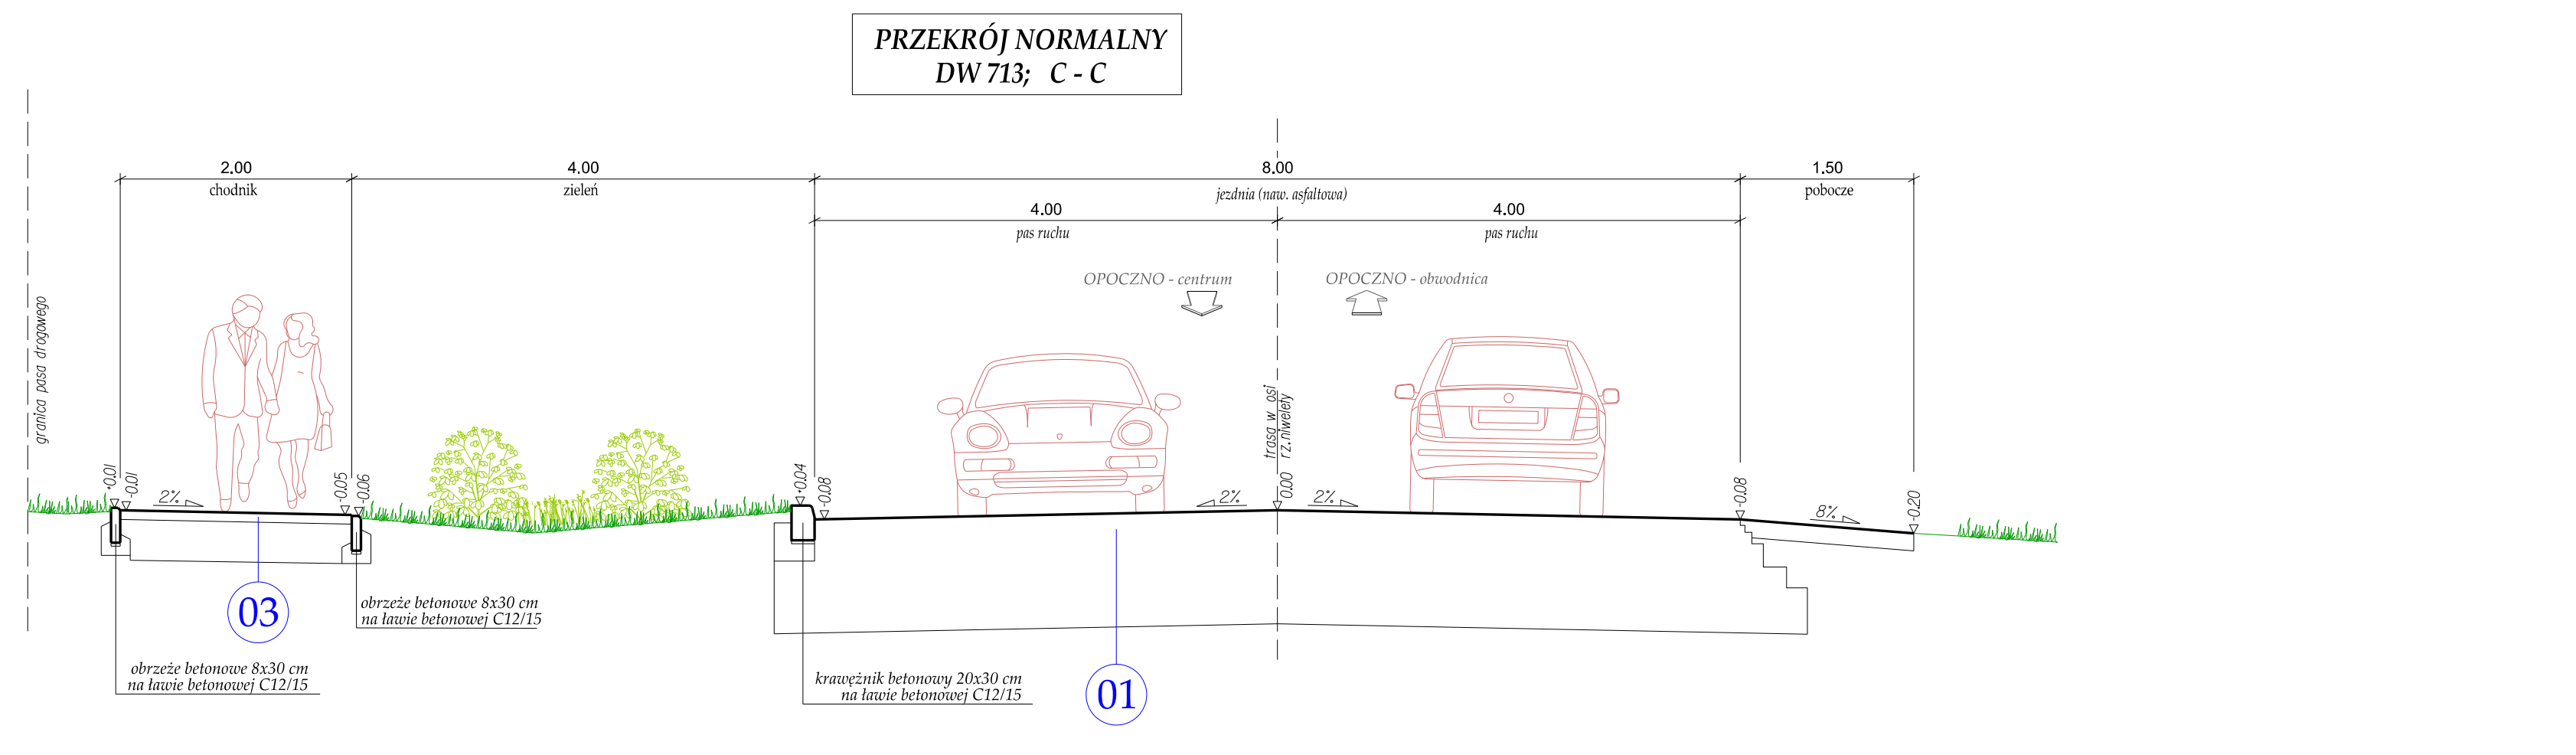 PRZEKRÓJ NORMALNY
DW 713; C - C
2.00
4.00
8.00
1.50
chodnik
zieleń
jezdnia (naw. asfaltowa)
pobocze
4.00
4.00
pas ruchu
pas ruchu
OPOCZNO - centrum
OPOCZNO - obwodnica
granica pasa drogowego
trasa w osi
rz.niwelety
+0.01
-0.01
2%
-0.05
-0.06
+0.04
-0.08
2%
0.00
2%
-0.08
8%
-0.20
03
obrzeże betonowe 8x30 cm
na ławie betonowej C12/15
obrzeże betonowe 8x30 cm
na ławie betonowej C12/15
krawężnik betonowy 20x30 cm
na ławie betonowej C12/15
01